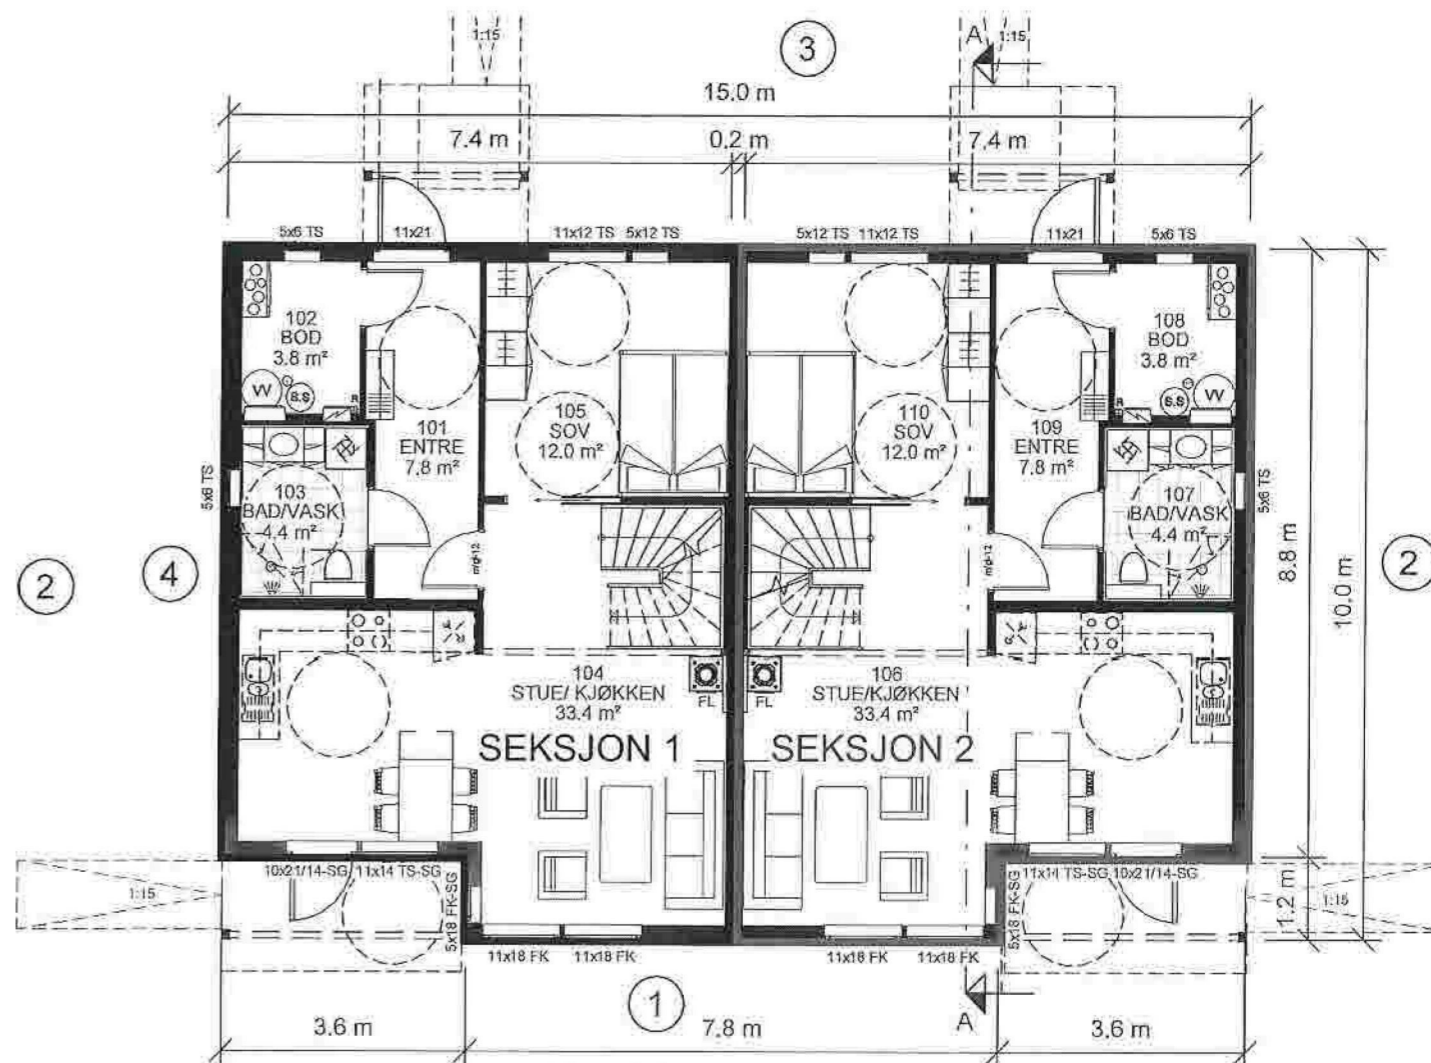 1:15
A
1:15
3
15.0 m
7.4 m
0.2 m
7.4 m
5x6 TS
11x21
11x12 TS
5x12 TS
5x12 TS
11x12 TS
11x21
5x6 TS
102
BOD
3.8 m²
VV
S.S
R
101
ENTRE
7.8 m²
105
SOV
12.0 m²
110
SOV
12.0 m²
109
ENTRE
7.8 m²
108
BOD
3.8 m²
R
S.S
VV
5x6 TS
103
BAD/VASK
4.4 m²
107
BAD/VASK
4.4 m²
5x6 TS
8.8 m
10.0 m
2
4
2
104
STUE/ KJØKKEN
33.4 m²
FL
FL
106
STUE/KJØKKEN
33.4 m²
SEKSJON 1
SEKSJON 2
1:15
10x21/14-SG
11x14 TS-SG
5x18 FK-SG
11x14 TS-SG
10x21/14-SG
5x18 FK-SG
1.2 m
1:15
11x18 FK
11x18 FK
11x18 FK
11x18 FK
1
A
3.6 m
7.8 m
3.6 m